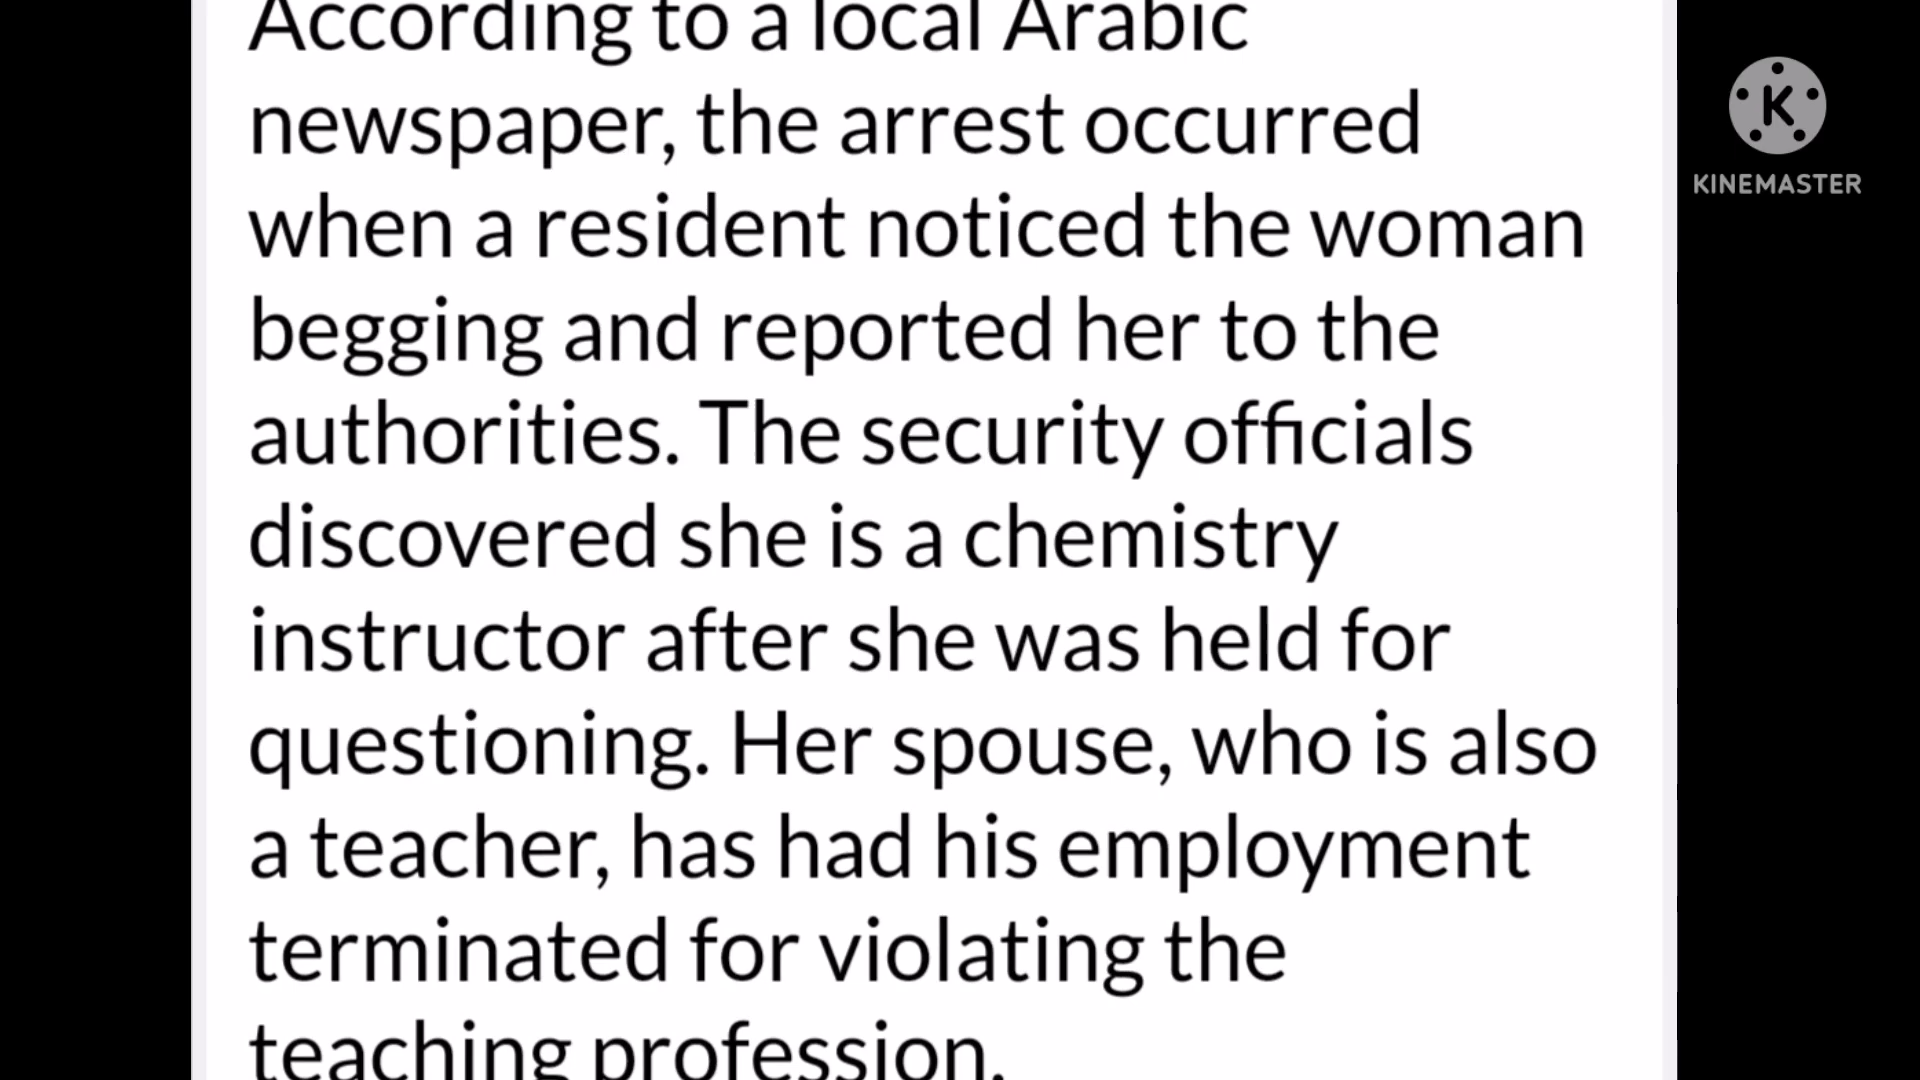 According to a local Arabic
newspaper, the arrest occurred
when a resident noticed the woman
begging and reported her to the
authorities. The security officials
discovered she is a chemistry
instructor after she was held for
questioning. Her spouse, who is also
a teacher, has had his employment
terminated for violating the
teaching profession.
K
KINEMASTER